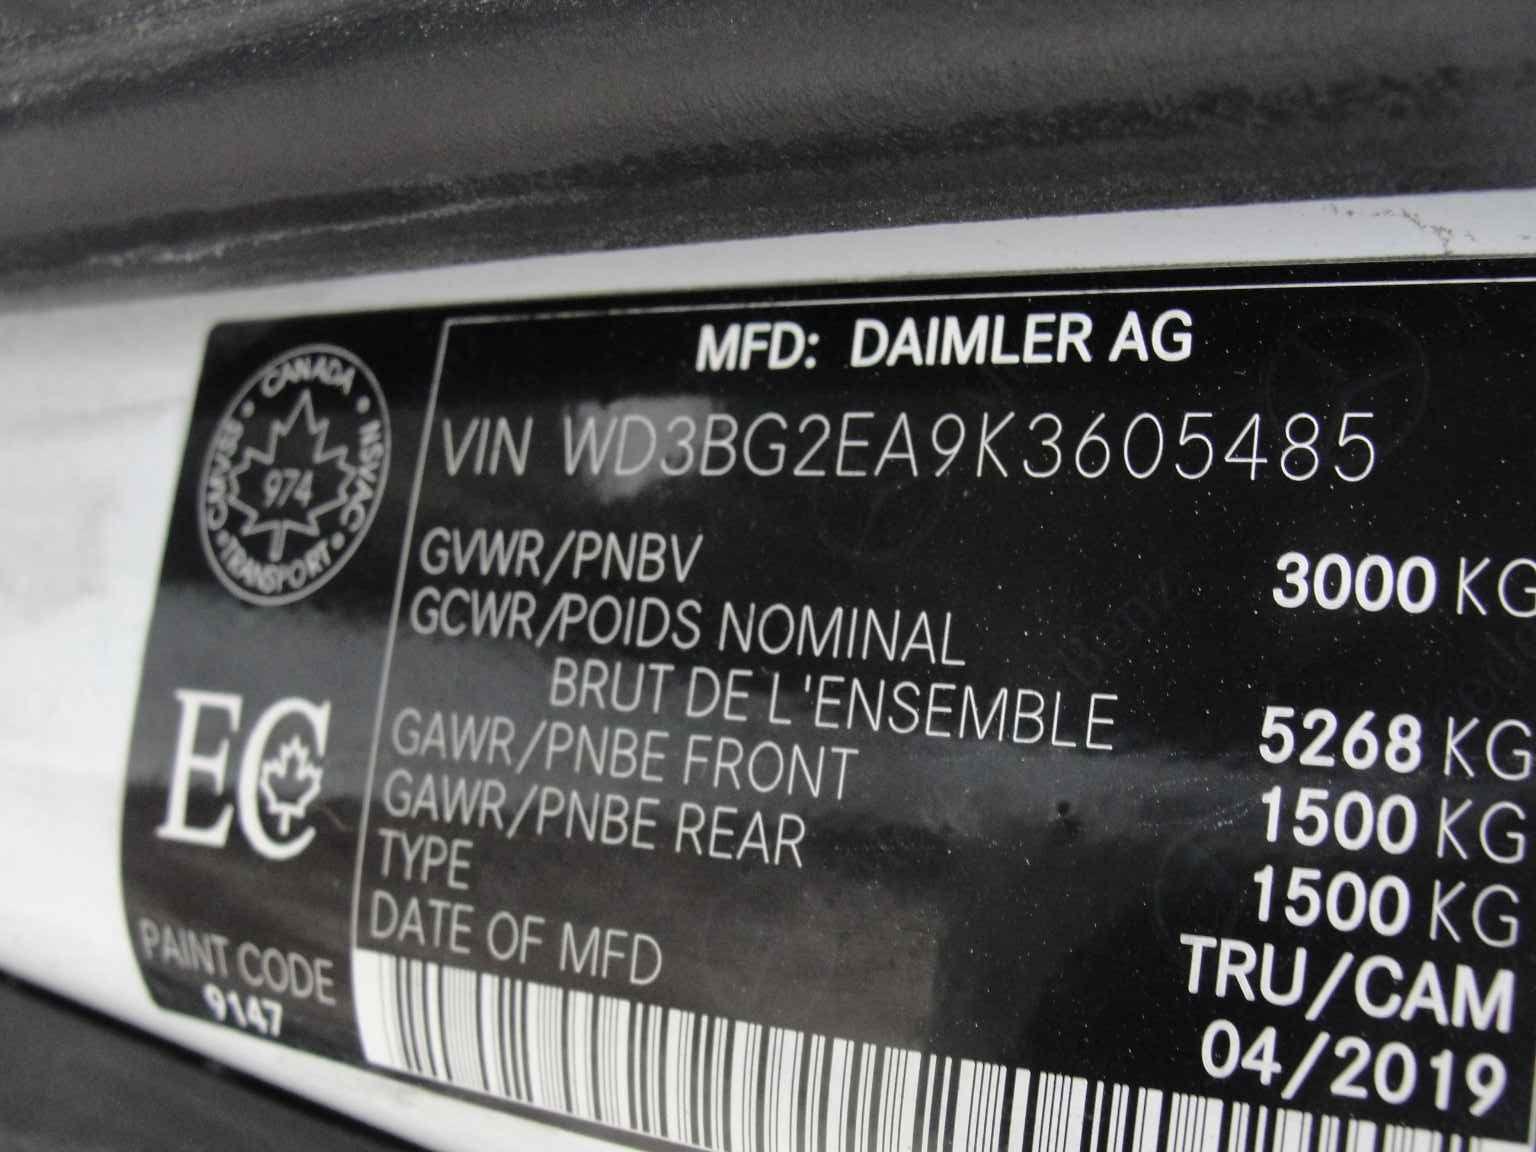 MFD: DAIMLER AG
VIN WD3BG2EA9K3605485
GVWR/PNBV 3000 KG
GCWR/POIDS NOMINAL
BRUT DE L'ENSEMBLE 5268 KG
GAWR/PNBE FRONT 1500 KG
GAWR/PNBE REAR 1500 KG
TYPE TRU/CAM
DATE OF MFD 04/2019
CANADA
NSVAC
TRANSPORT
CMVSS
974
EC
PAINT CODE
9147